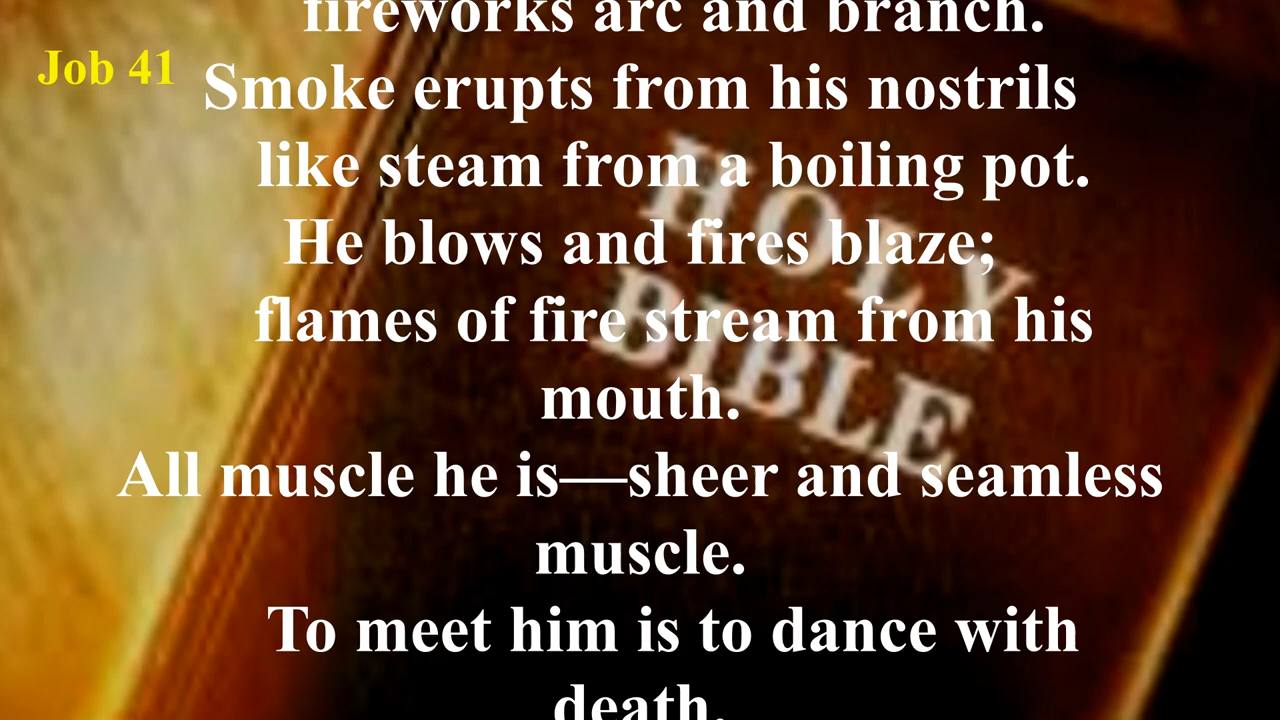 fireworks arc and branch.
Job 41
Smoke erupts from his nostrils
like steam from a boiling pot.
He blows and fires blaze;
flames of fire stream from his
mouth.
All muscle he is—sheer and seamless
muscle.
To meet him is to dance with
death.
HOLY
BIBLE